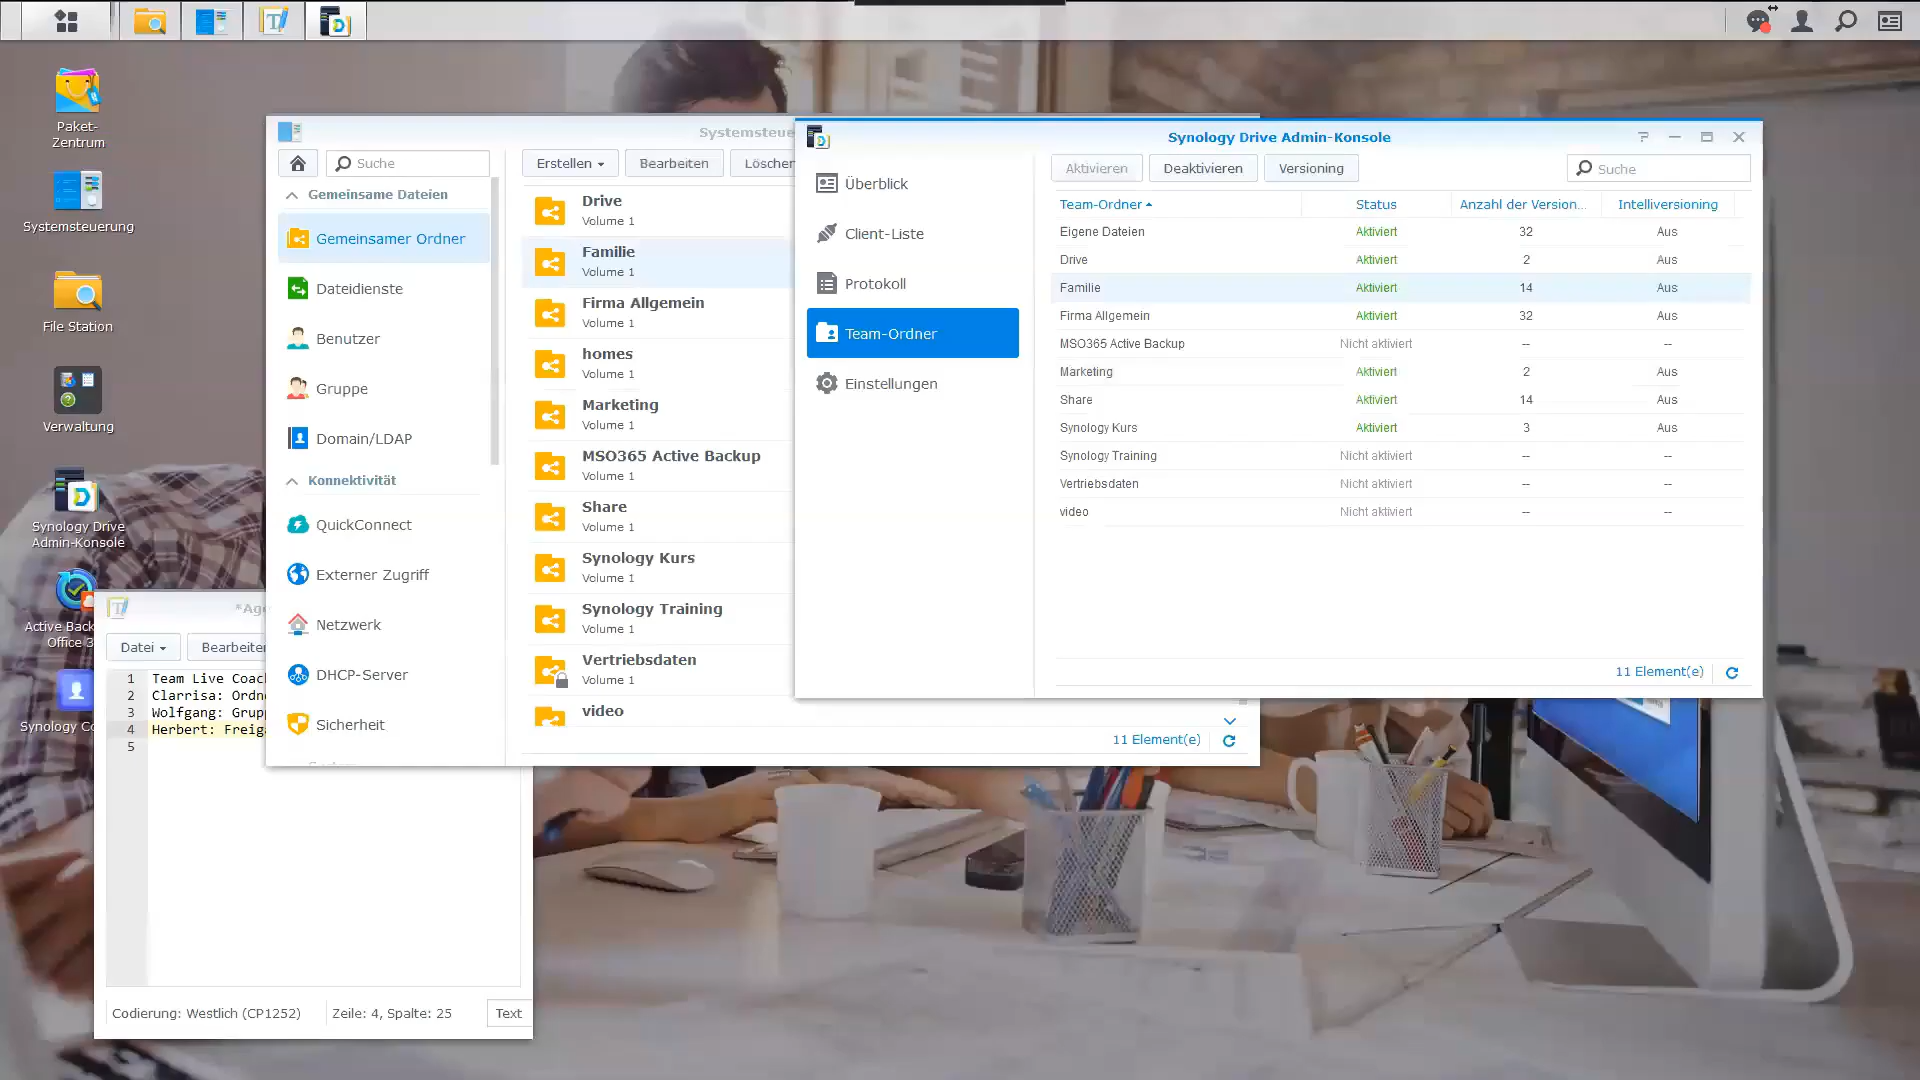 Paket-
Zentrum
Systemsteuerung
File Station
Verwaltung
Synology Drive
Admin-Konsole
Active Back
Office 3
Synology Co
Systemsteue
Suche
Erstellen
Bearbeiten
Löschen
Gemeinsame Dateien
Gemeinsamer Ordner
Dateidienste
Benutzer
Gruppe
Domain/LDAP
Konnektivität
QuickConnect
Externer Zugriff
Netzwerk
DHCP-Server
Sicherheit
Drive
Volume 1
Familie
Volume 1
Firma Allgemein
Volume 1
homes
Volume 1
Marketing
Volume 1
MSO365 Active Backup
Volume 1
Share
Volume 1
Synology Kurs
Volume 1
Synology Training
Volume 1
Vertriebsdaten
Volume 1
video
11 Element(e)
Synology Drive Admin-Konsole
Überblick
Client-Liste
Protokoll
Team-Ordner
Einstellungen
Aktivieren
Deaktivieren
Versioning
Suche
Team-Ordner Status Anzahl der Version... Intelliversioning
Eigene Dateien Aktiviert 32 Aus
Drive Aktiviert 2 Aus
Familie Aktiviert 14 Aus
Firma Allgemein Aktiviert 32 Aus
MSO365 Active Backup Nicht aktiviert -- --
Marketing Aktiviert 2 Aus
Share Aktiviert 14 Aus
Synology Kurs Aktiviert 3 Aus
Synology Training Nicht aktiviert -- --
Vertriebsdaten Nicht aktiviert -- --
video Nicht aktiviert -- --
11 Element(e)
*Age
Datei
Bearbeiten
1 Team Live Coach
2 Clarrisa: Ordne
3 Wolfgang: Grupp
4 Herbert: Freiga
5
Codierung: Westlich (CP1252)
Zeile: 4, Spalte: 25
Text